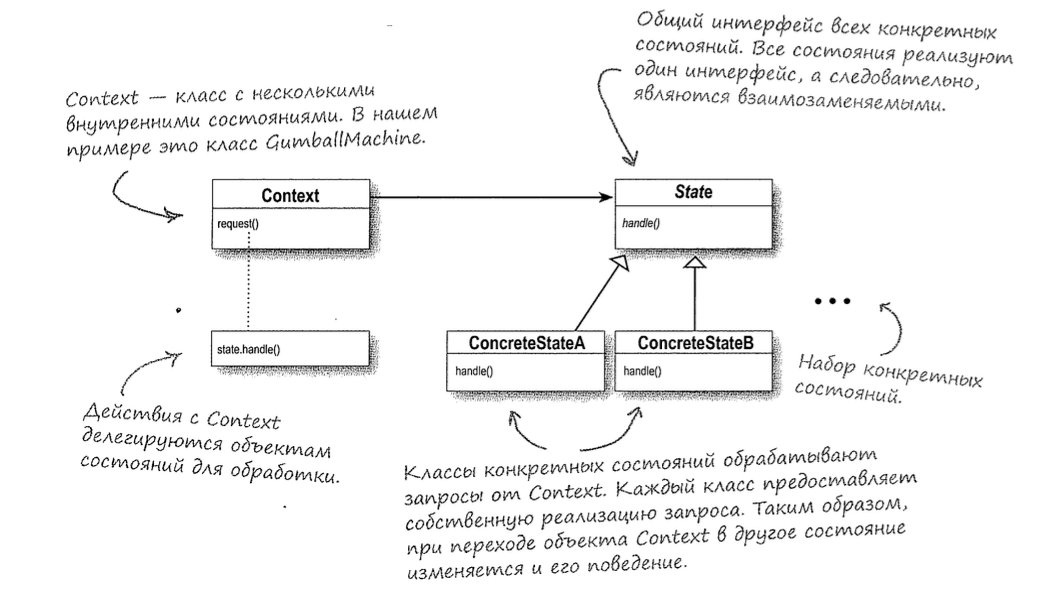 Общий интерфейс всех конкретных
состояний. Все состояния реализуют
один интерфейс, а следовательно,
являются взаимозаменяемыми.
Context — класс с несколькими
внутренними состояниями. В нашем
примере это класс GumballMachine.
Context
request()
State
handle()
state.handle()
ConcreteStateA
handle()
ConcreteStateB
handle()
Набор конкретных
состояний.
Действия с Context
делегируются объектам
состояний для обработки.
Классы конкретных состояний обрабатывают
запросы от Context. Каждый класс предоставляет
собственную реализацию запроса. Таким образом,
при переходе объекта Context в другое состояние
изменяется и его поведение.